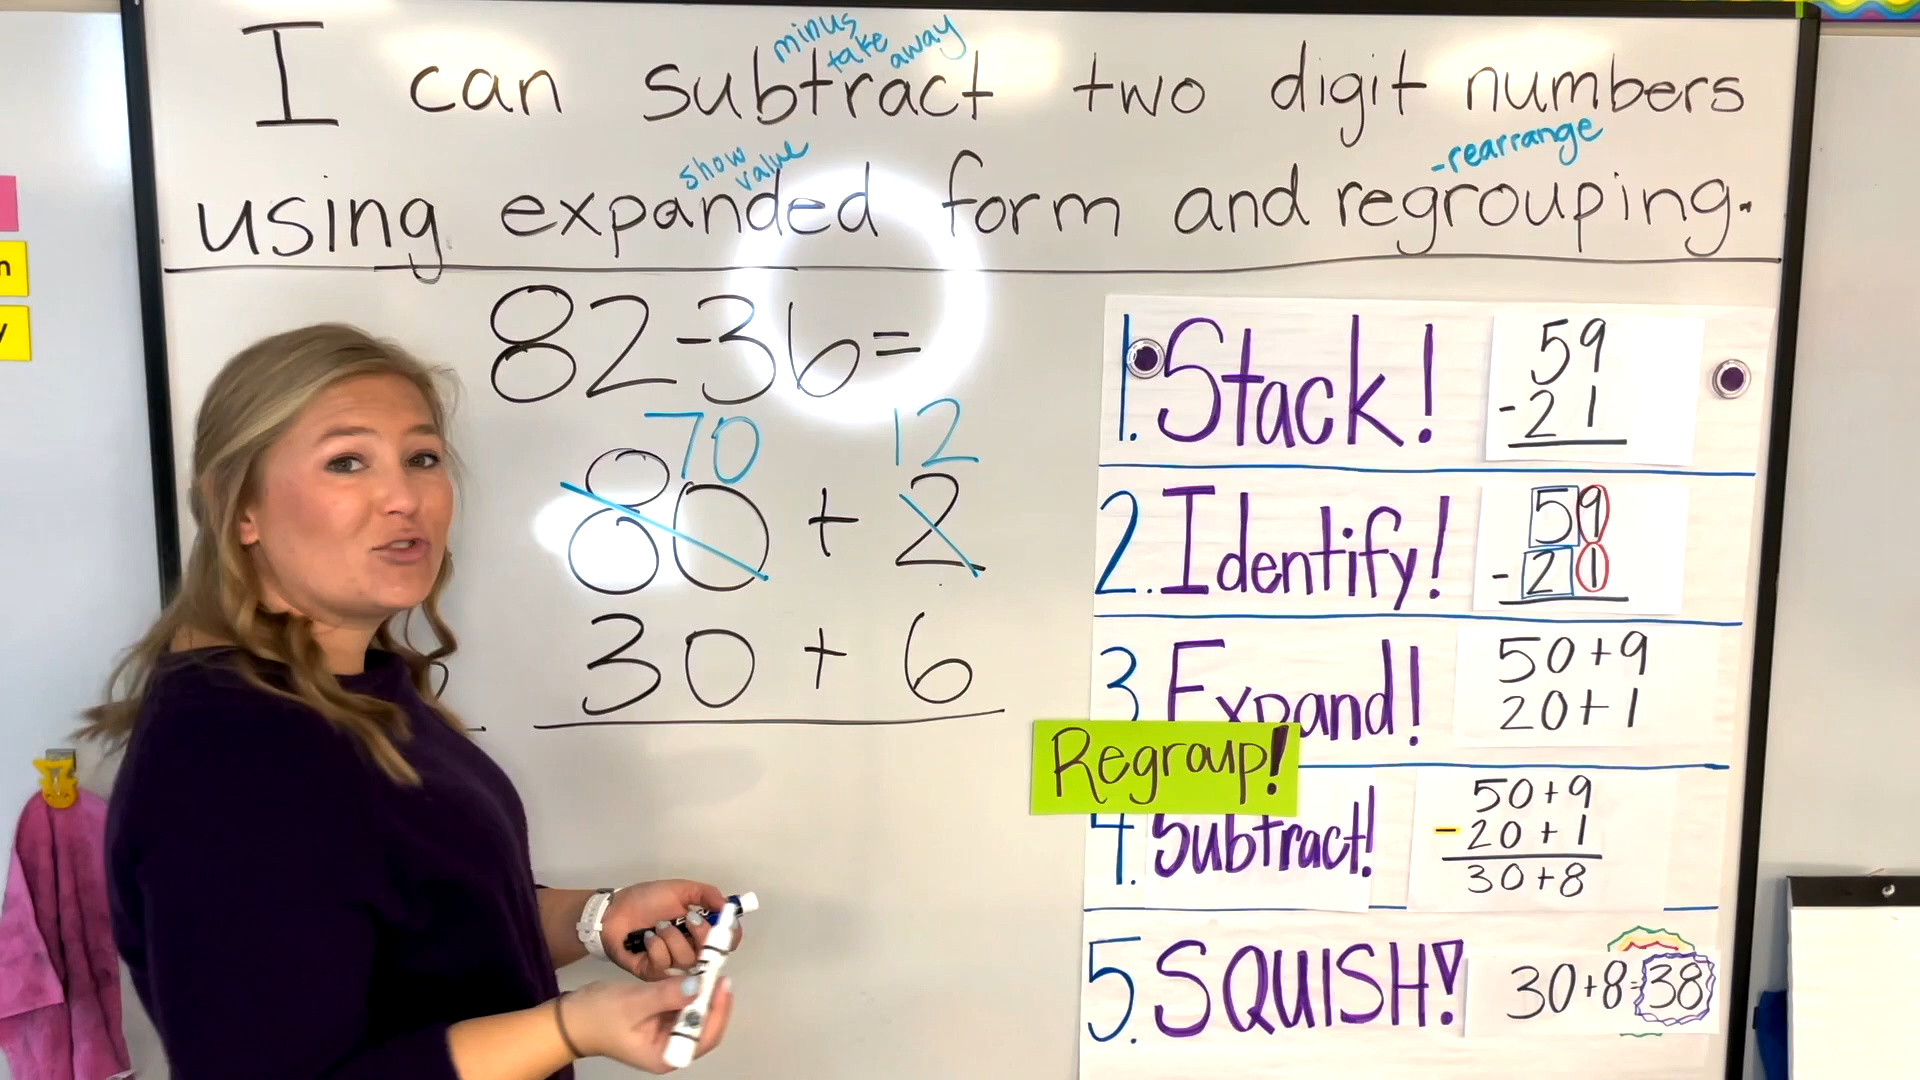 minus
take away
I can subtract two digit numbers
show
value
-rearrange
using expanded form and regrouping.
82-36=
70 12
80 + 2
30 + 6
1. Stack!
59
-21
2. Identify!
59
-21
3 Expand!
50+9
20+1
Regroup!
4. Subtract!
50+9
-20+1
30+8
5. SQUISH!
30+8=38
n
y